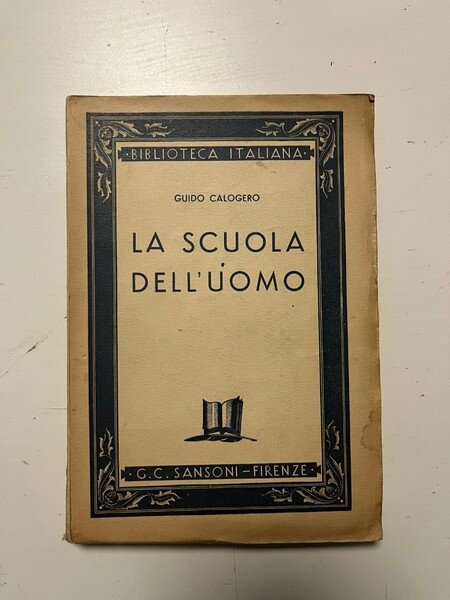 ·BIBLIOTECA ITALIANA·
GUIDO CALOGERO
LA SCUOLA
DELL'UOMO
·G.C. SANSONI-FIRENZE·